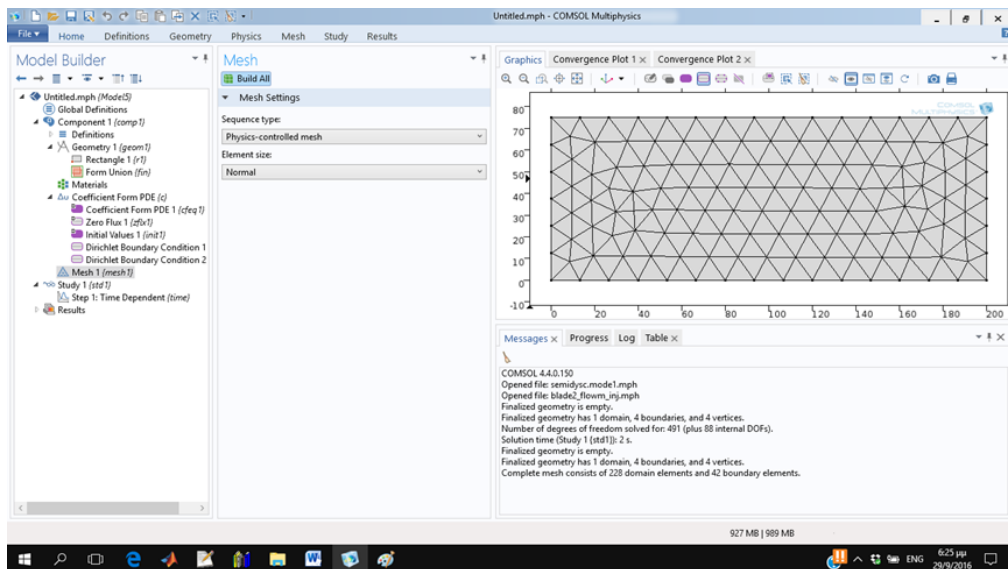 Untitled.mph - COMSOL Multiphysics
File Home Definitions Geometry Physics Mesh Study Results
Model Builder
Untitled.mph (Model5)
Global Definitions
Component 1 (comp1)
Definitions
Geometry 1 (geom1)
Rectangle 1 (r1)
Form Union (fin)
Materials
Δu Coefficient Form PDE (c)
Coefficient Form PDE 1 (cfeq1)
Zero Flux 1 (zflx1)
Initial Values 1 (init1)
Dirichlet Boundary Condition 1
Dirichlet Boundary Condition 2
Mesh 1 (mesh1)
Study 1 (std1)
Step 1: Time Dependent (time)
Results
Mesh
Build All
Mesh Settings
Sequence type:
Physics-controlled mesh
Element size:
Normal
Graphics Convergence Plot 1 Convergence Plot 2
COMSOL
MULTIPHYSICS
80
70
60
50
40
30
20
10
0
-10
0 20 40 60 80 100 120 140 160 180 200
Messages Progress Log Table
COMSOL 4.4.0.150
Opened file: semidysc.mode1.mph
Opened file: blade2_flowm_inj.mph
Finalized geometry is empty.
Finalized geometry has 1 domain, 4 boundaries, and 4 vertices.
Number of degrees of freedom solved for: 491 (plus 88 internal DOFs).
Solution time (Study 1 (std1)): 2 s.
Finalized geometry is empty.
Finalized geometry has 1 domain, 4 boundaries, and 4 vertices.
Complete mesh consists of 228 domain elements and 42 boundary elements.
927 MB | 989 MB
ENG
6:25 μμ
29/9/2016